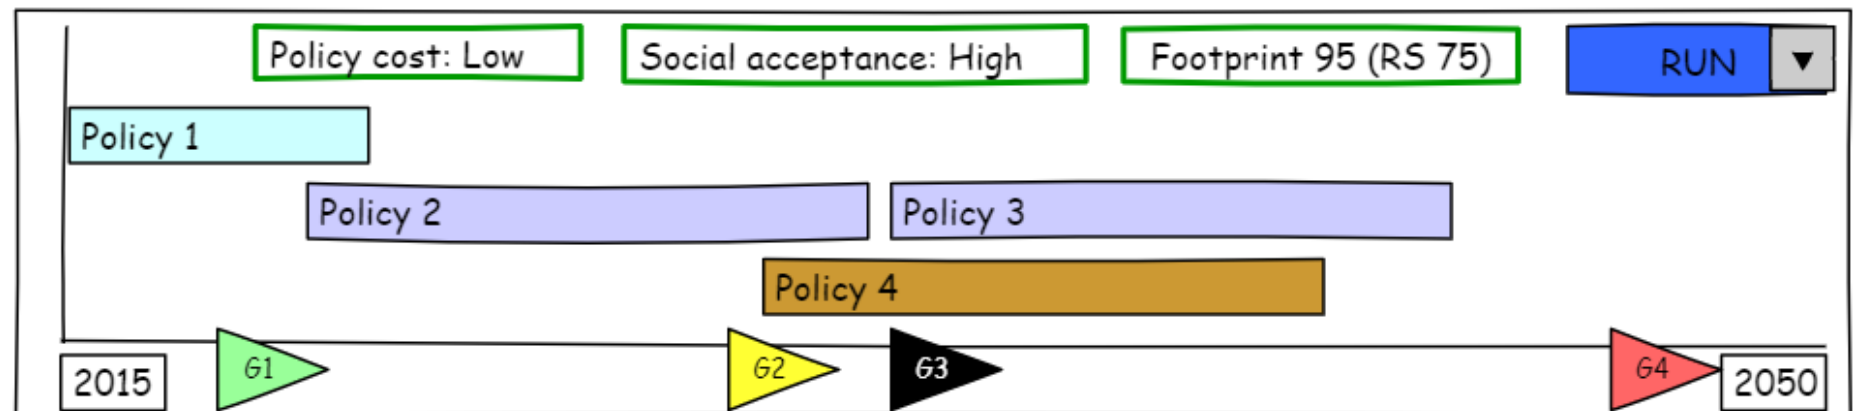 Policy cost: Low
Social acceptance: High
Footprint 95 (RS 75)
RUN
Policy 1
Policy 2
Policy 3
Policy 4
G1
G2
G3
G4
2015
2050